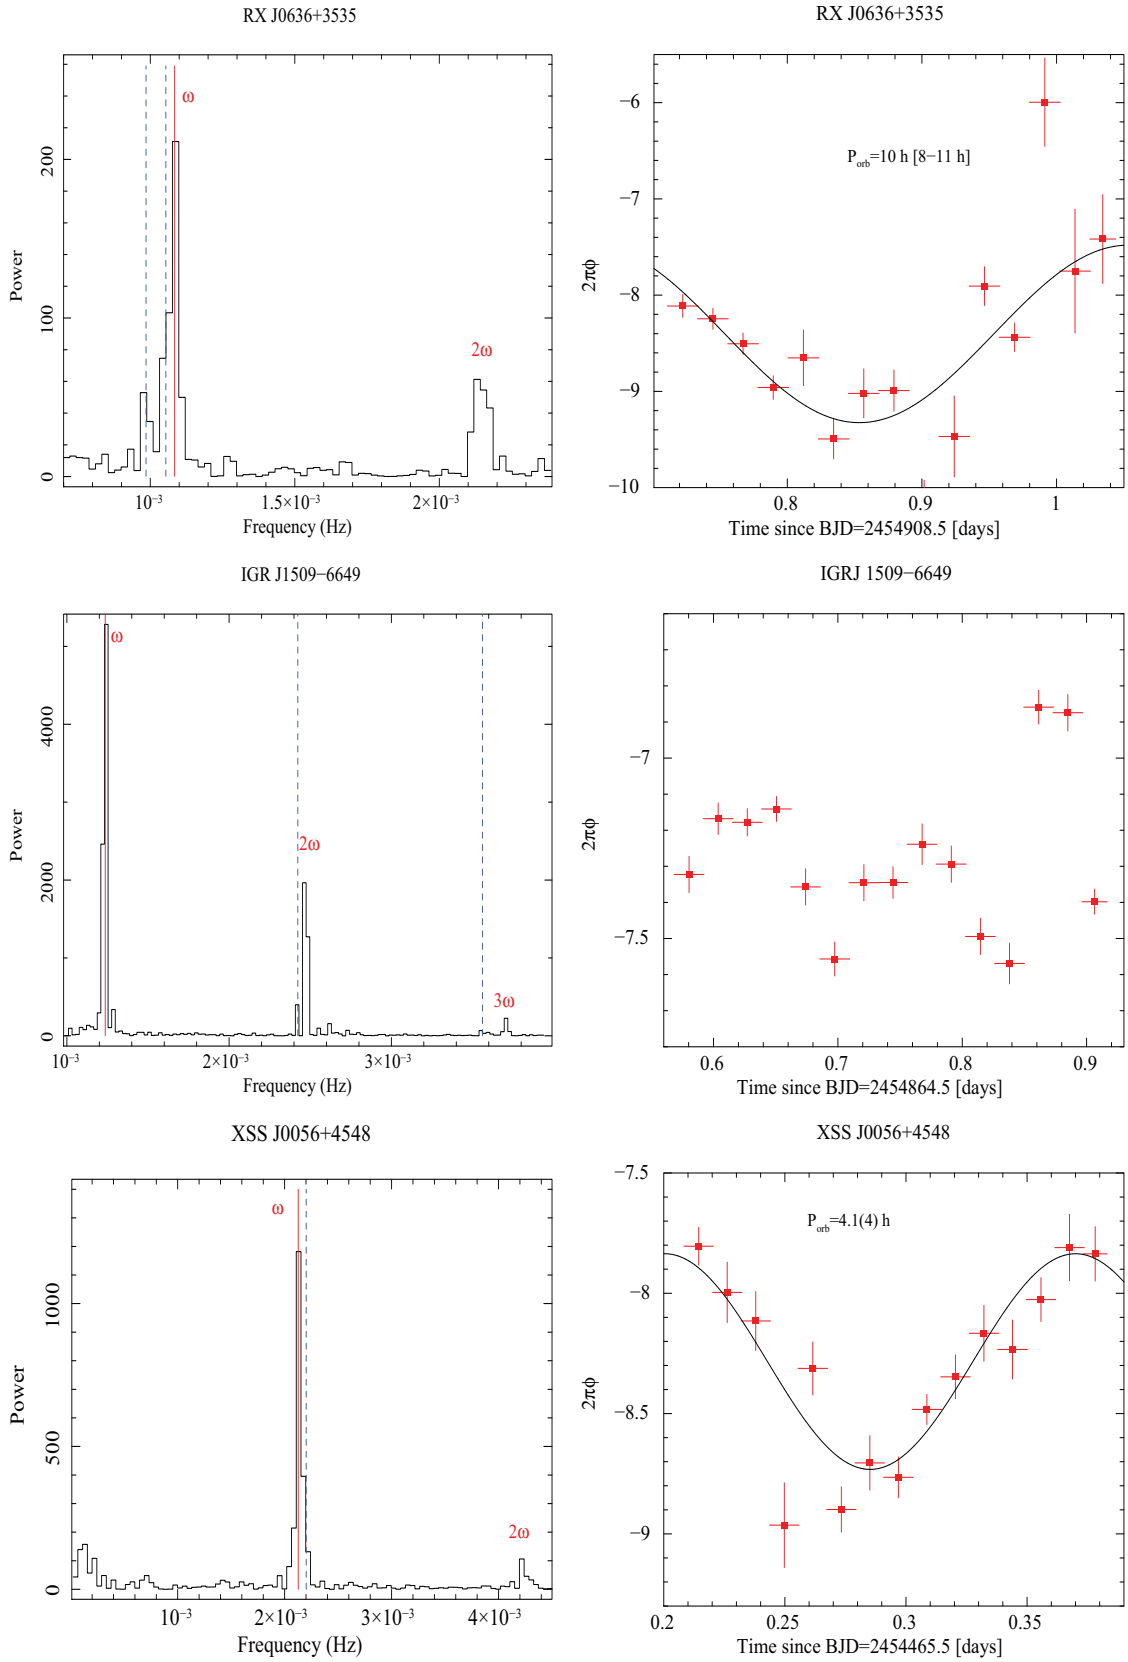 RX J0636+3535
RX J0636+3535
Power
0
100
200
ω
2ω
10⁻³
1.5×10⁻³
2×10⁻³
Frequency (Hz)
2πφ
−6
−7
−8
−9
−10
P_orb=10 h [8−11 h]
0.8
0.9
1
Time since BJD=2454908.5 [days]
IGR J1509−6649
IGRJ 1509−6649
Power
0
2000
4000
ω
2ω
3ω
10⁻³
2×10⁻³
3×10⁻³
Frequency (Hz)
2πφ
−7
−7.5
0.6
0.7
0.8
0.9
Time since BJD=2454864.5 [days]
XSS J0056+4548
XSS J0056+4548
Power
0
500
1000
ω
2ω
10⁻³
2×10⁻³
3×10⁻³
4×10⁻³
Frequency (Hz)
2πφ
−7.5
−8
−8.5
−9
P_orb=4.1(4) h
0.2
0.25
0.3
0.35
Time since BJD=2454465.5 [days]